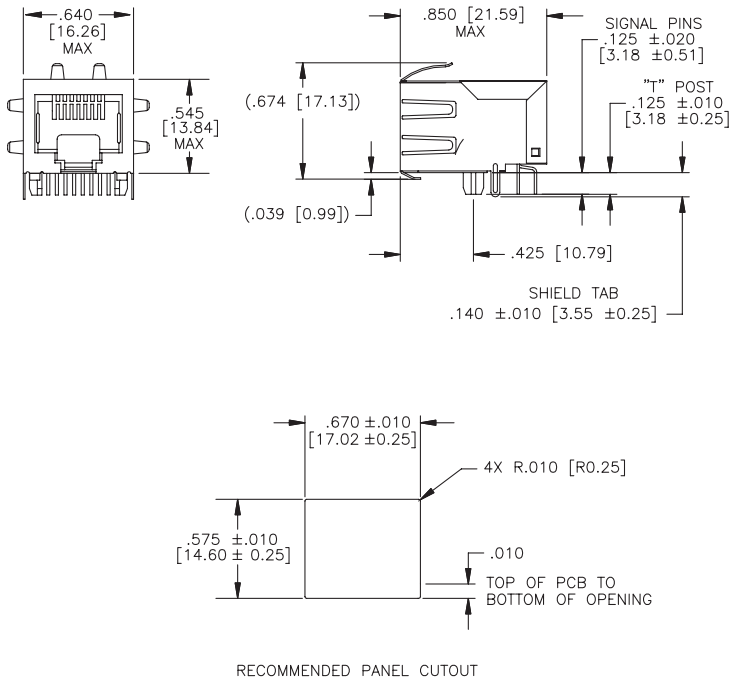 .640
[16.26]
MAX
.545
[13.84]
MAX
.850 [21.59]
MAX
(.674 [17.13])
(.039 [0.99])
SIGNAL PINS
.125 ±.020
[3.18 ±0.51]
"T" POST
.125 ±.010
[3.18 ±0.25]
.425 [10.79]
SHIELD TAB
.140 ±.010 [3.55 ±0.25]
.670 ±.010
[17.02 ±0.25]
4X R.010 [R0.25]
.575 ±.010
[14.60 ± 0.25]
.010
TOP OF PCB TO
BOTTOM OF OPENING
RECOMMENDED PANEL CUTOUT